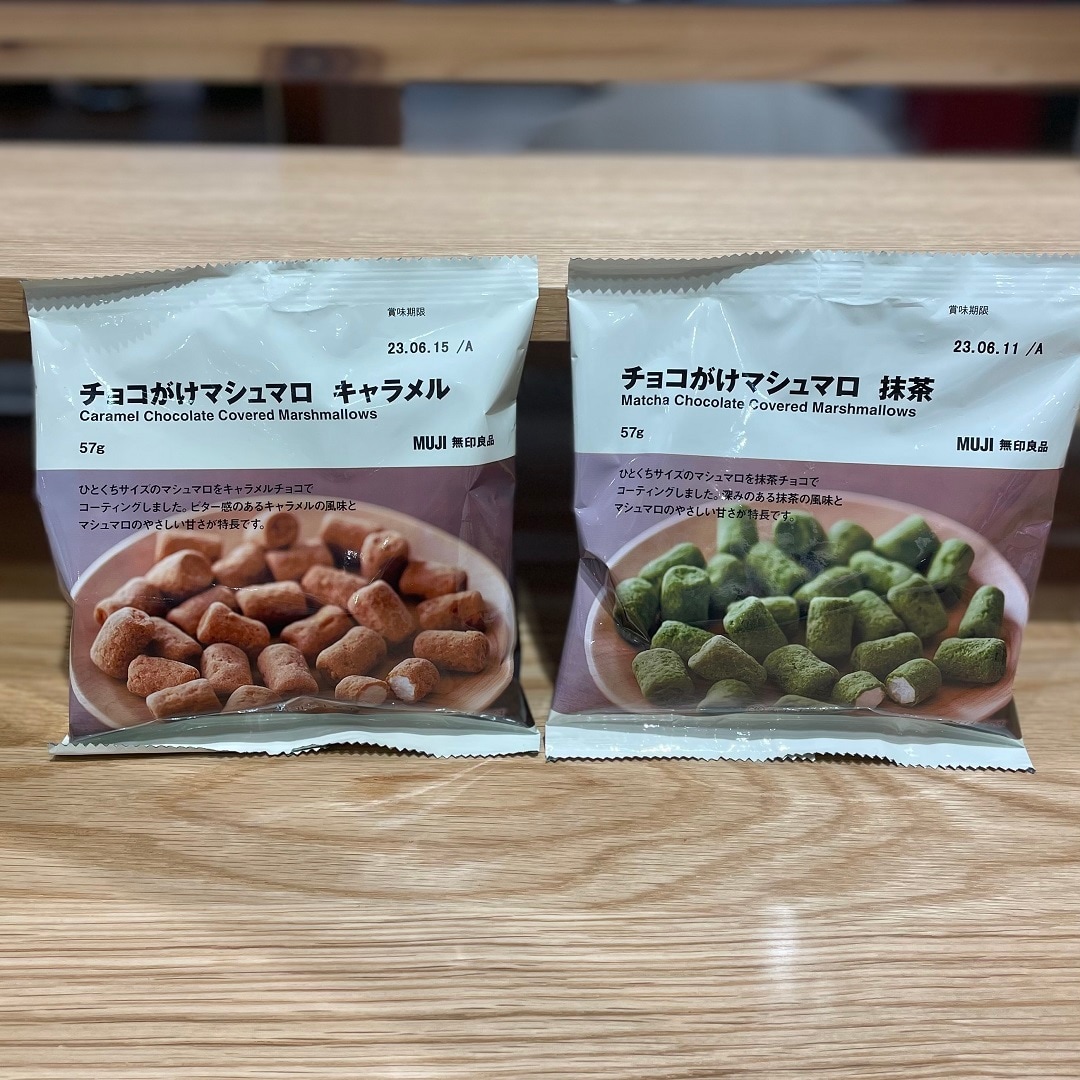 賞味期限
23.06.15 /A
チョコがけマシュマロ キャラメル
Caramel Chocolate Covered Marshmallows
57g
MUJI 無印良品
ひとくちサイズのマシュマロをキャラメルチョコで
コーティングしました。ビター感のあるキャラメルの風味と
マシュマロのやさしい甘さが特長です。
賞味期限
23.06.11 /A
チョコがけマシュマロ 抹茶
Matcha Chocolate Covered Marshmallows
57g
MUJI 無印良品
ひとくちサイズのマシュマロを抹茶チョコで
コーティングしました。深みのある抹茶の風味と
マシュマロのやさしい甘さが特長です。